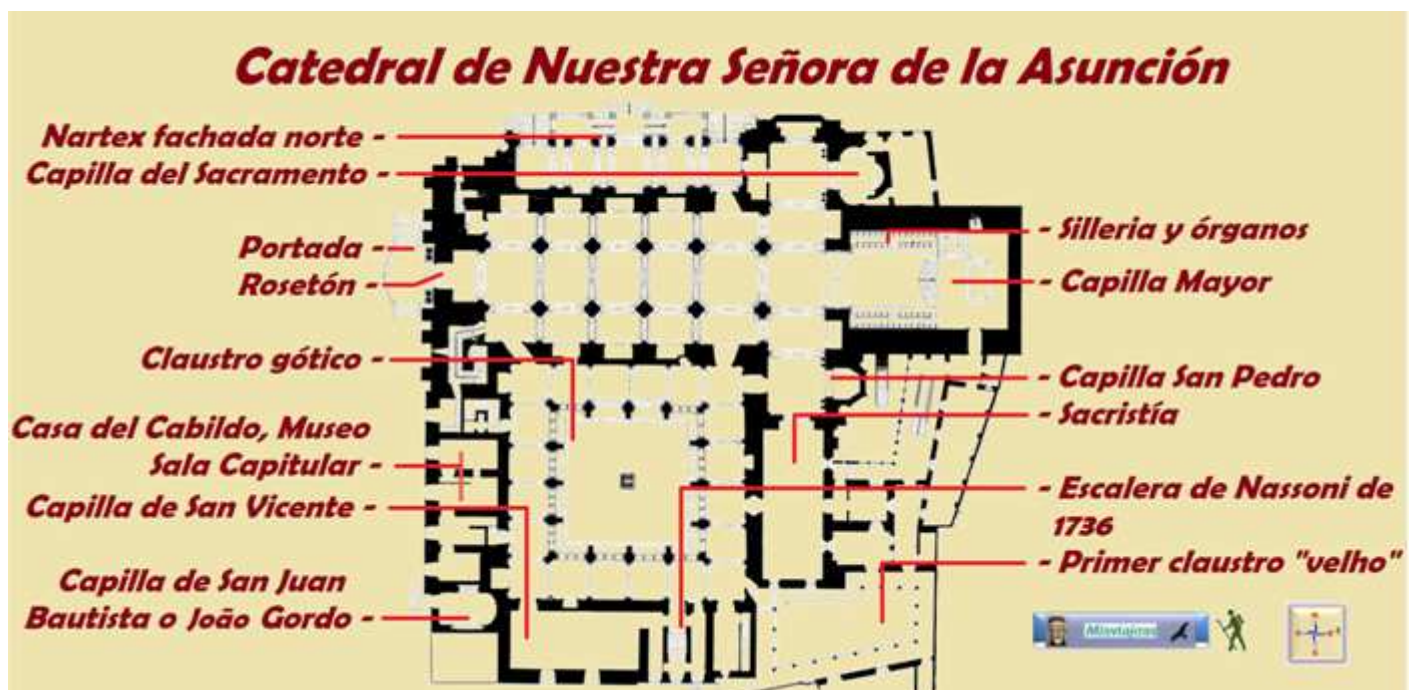 Catedral de Nuestra Señora de la Asunción
Nartex fachada norte -
Capilla del Sacramento -
Portada -
Rosetón -
Claustro gótico -
Casa del Cabildo, Museo
Sala Capitular -
Capilla de San Vicente -
Capilla de San Juan
Bautista o João Gordo -
- Silleria y órganos
- Capilla Mayor
- Capilla San Pedro
- Sacristía
- Escalera de Nassoni de
1736
- Primer claustro "velho"